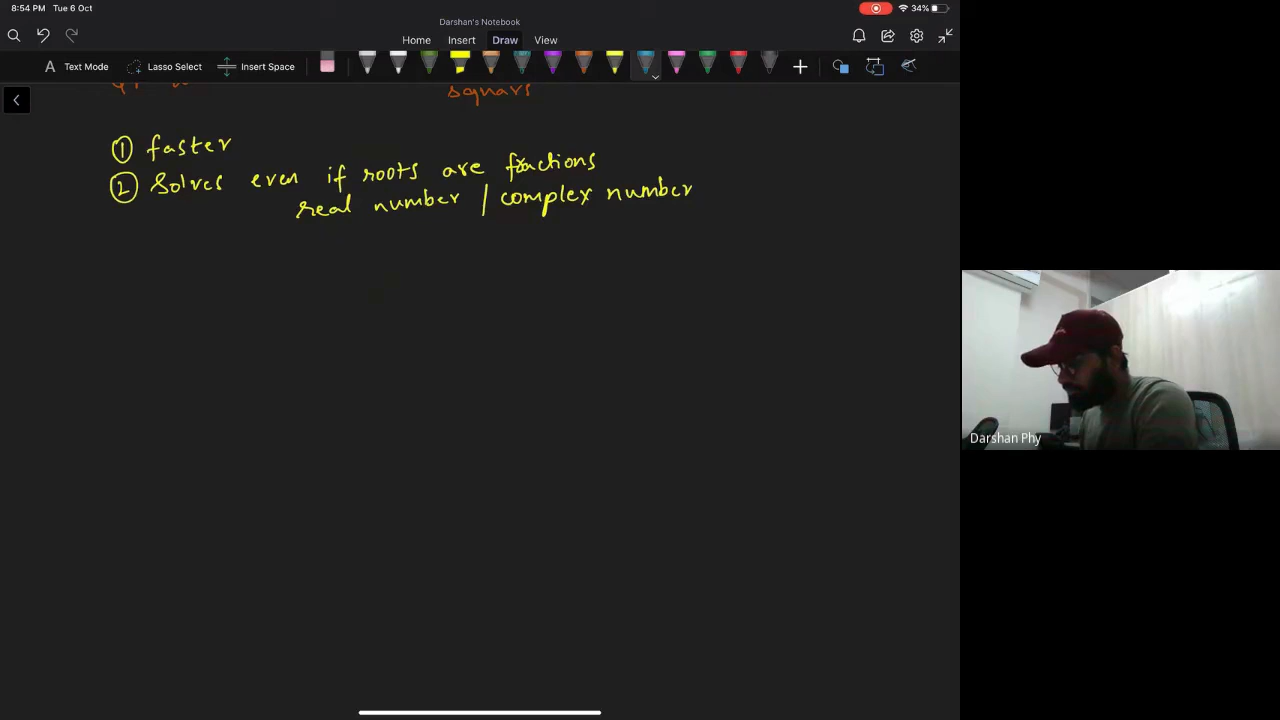 8:54 PM Tue 6 Oct
34%
Darshan's Notebook
Home Insert Draw View
Text Mode Lasso Select Insert Space
squars
① faster
② Solves even if roots are fractions
real number / complex number
Darshan Phy